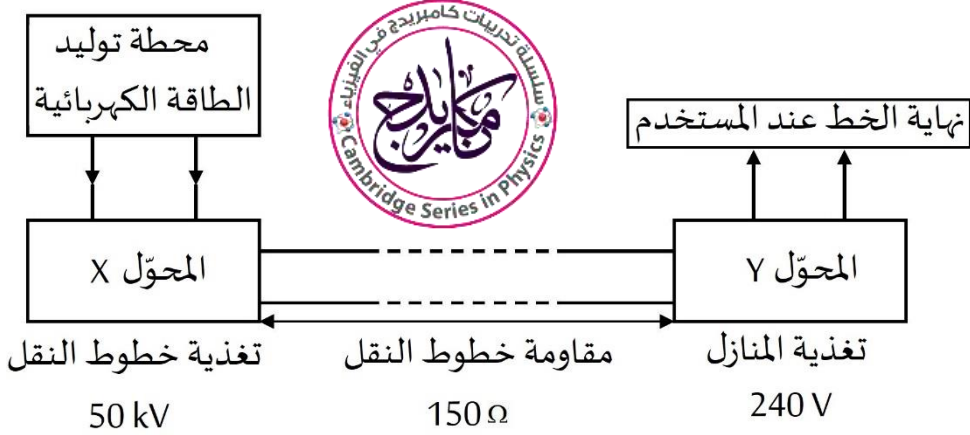 محطة توليد
الطاقة الكهربائية
سلسلة تدريبات كامبريدج في الفيزياء
كامبريدج
Cambridge Series in Physics
نهاية الخط عند المستخدم
المحوّل X
المحوّل Y
تغذية خطوط النقل
مقاومة خطوط النقل
تغذية المنازل
50 kV
150 Ω
240 V